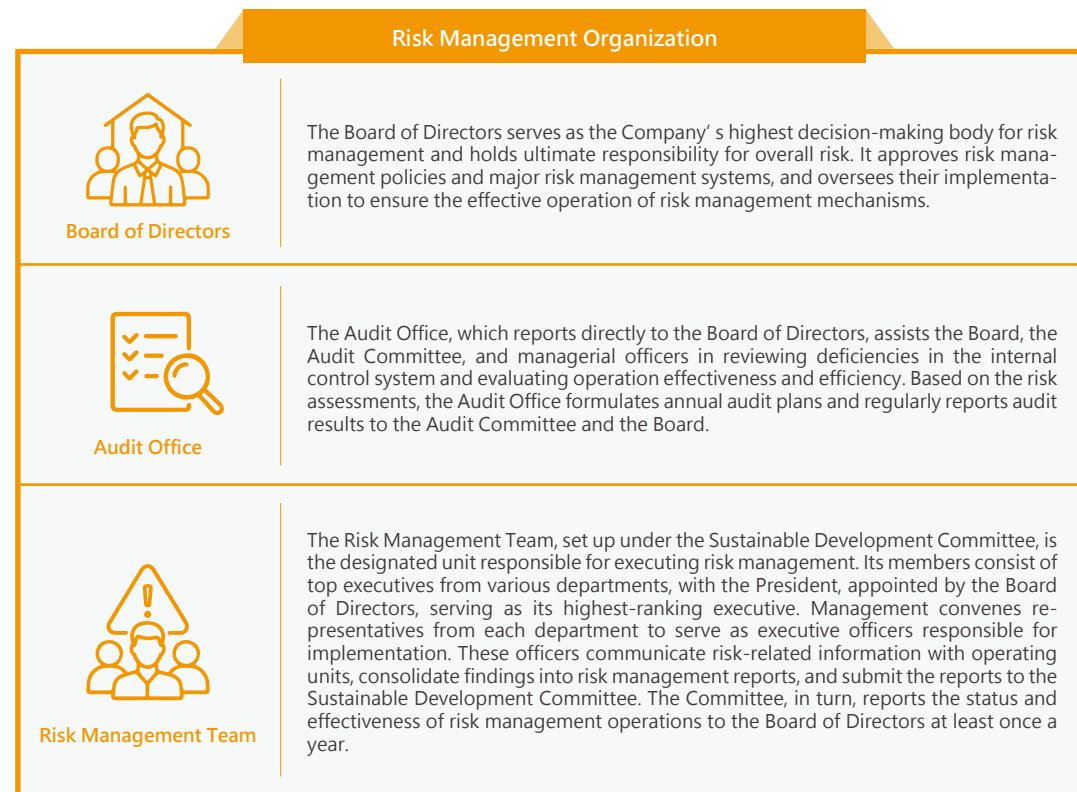 Risk Management Organization
The Board of Directors serves as the Company’ s highest decision-making body for risk
management and holds ultimate responsibility for overall risk. It approves risk mana-
gement policies and major risk management systems, and oversees their implementa-
tion to ensure the effective operation of risk management mechanisms.
Board of Directors
The Audit Office, which reports directly to the Board of Directors, assists the Board, the
Audit Committee, and managerial officers in reviewing deficiencies in the internal
control system and evaluating operation effectiveness and efficiency. Based on the risk
assessments, the Audit Office formulates annual audit plans and regularly reports audit
results to the Audit Committee and the Board.
Audit Office
The Risk Management Team, set up under the Sustainable Development Committee, is
the designated unit responsible for executing risk management. Its members consist of
top executives from various departments, with the President, appointed by the Board
of Directors, serving as its highest-ranking executive. Management convenes re-
presentatives from each department to serve as executive officers responsible for
implementation. These officers communicate risk-related information with operating
units, consolidate findings into risk management reports, and submit the reports to the
Sustainable Development Committee. The Committee, in turn, reports the status and
effectiveness of risk management operations to the Board of Directors at least once a
year.
Risk Management Team